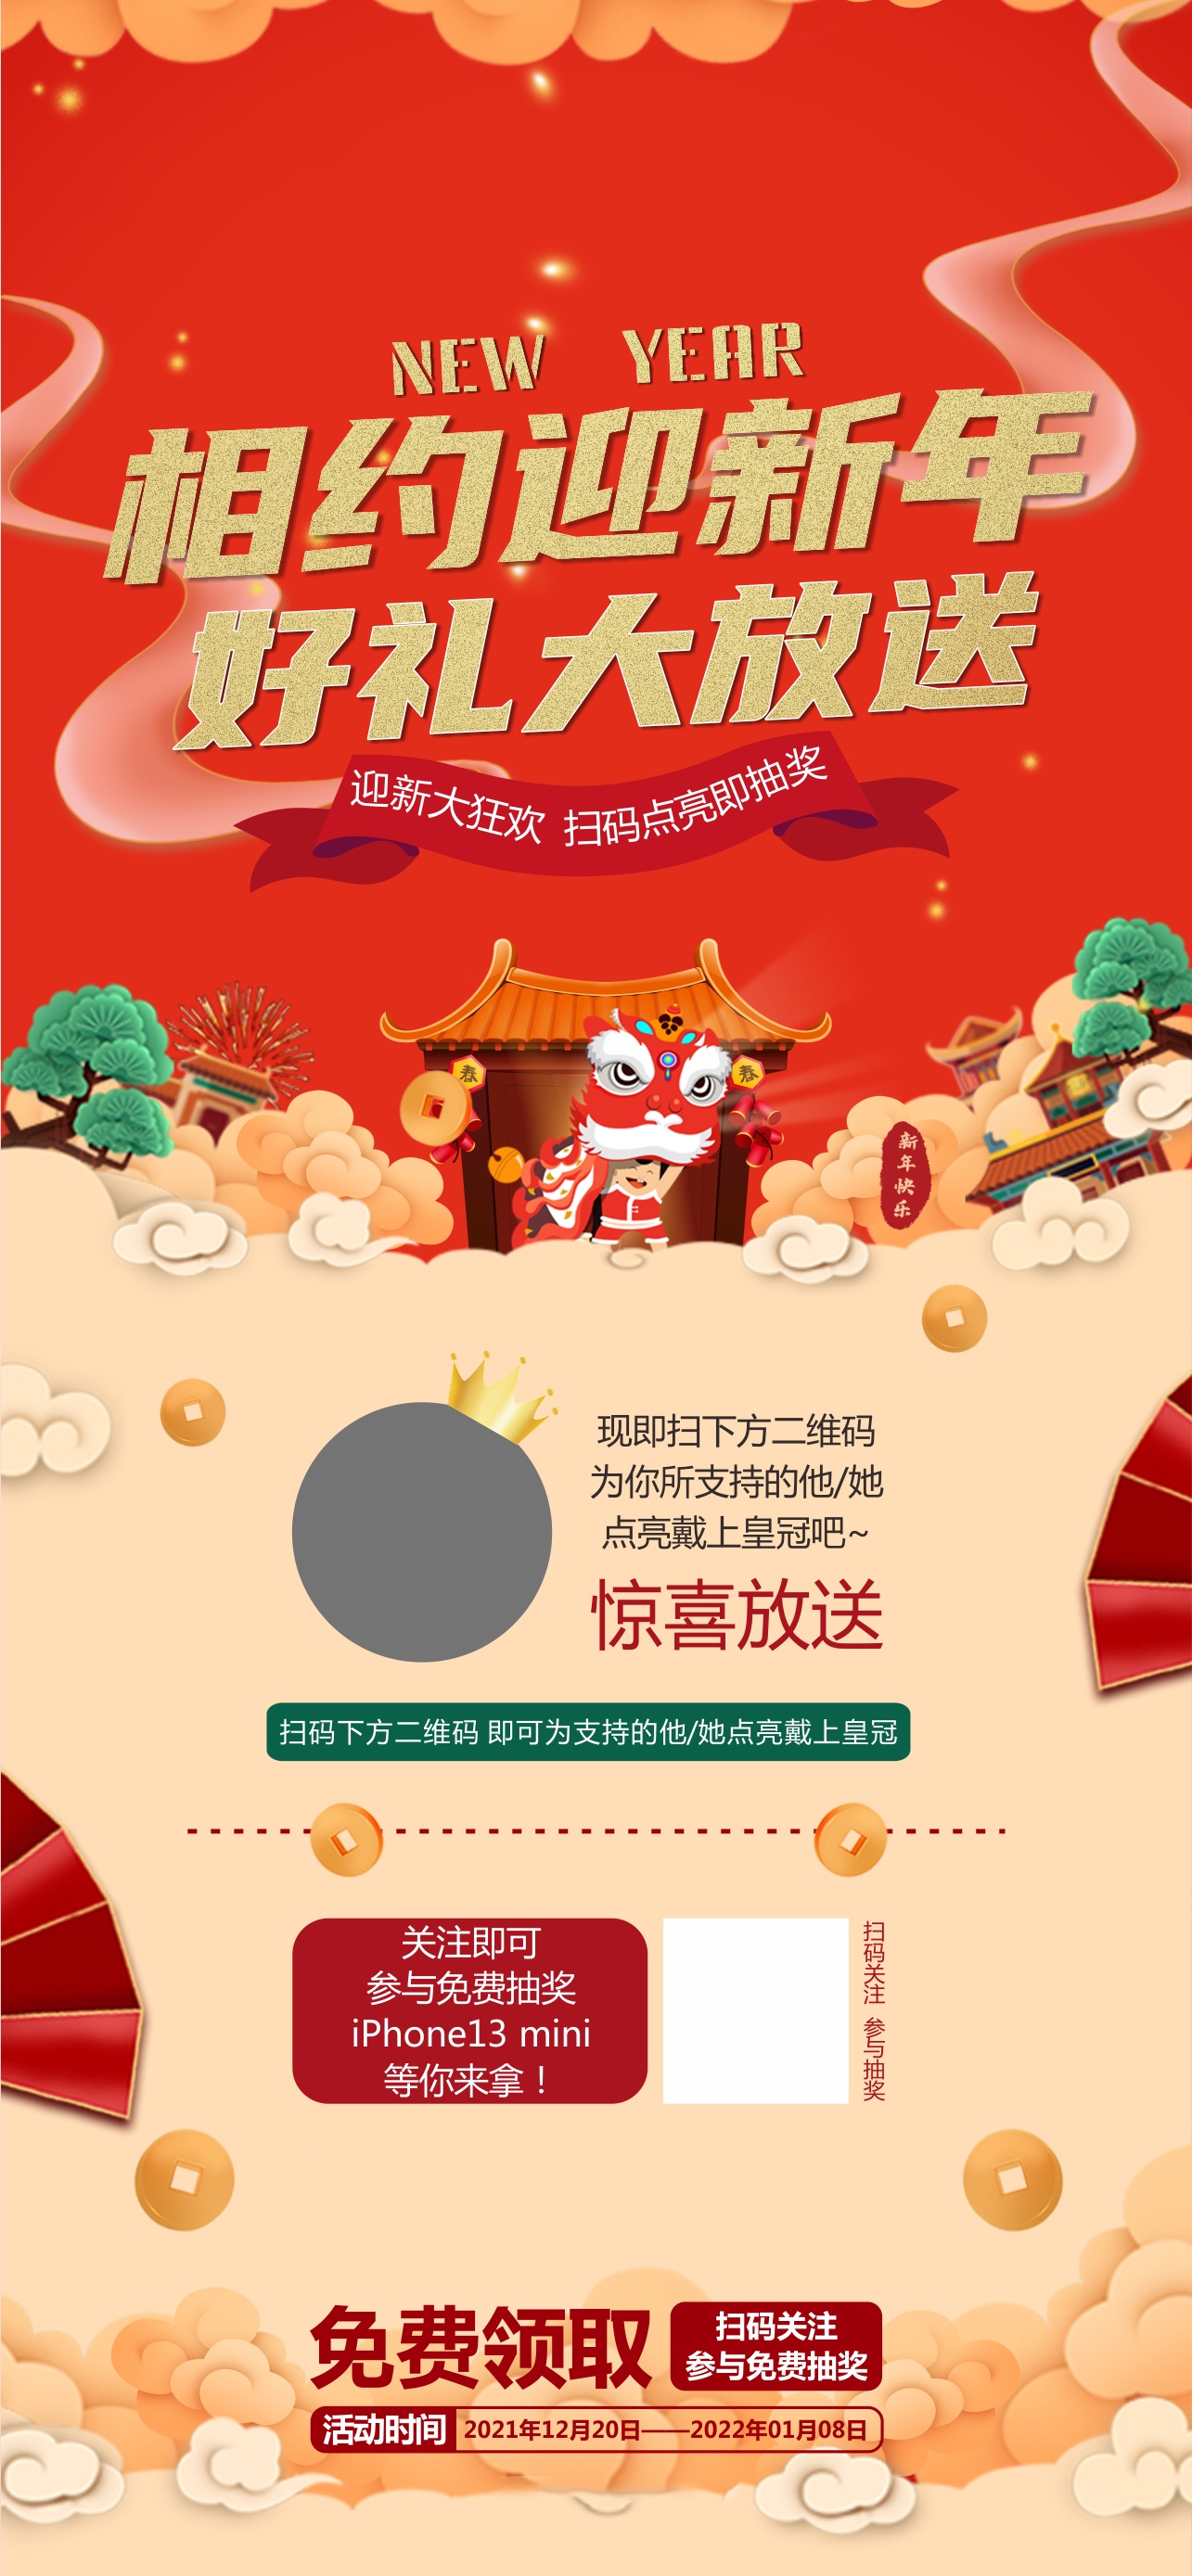 NEW YEAR
相约迎新年
好礼大放送
迎新大狂欢 扫码点亮即抽奖
春
春
新年快乐
现即扫下方二维码
为你所支持的他/她
点亮戴上皇冠吧~
惊喜放送
扫码下方二维码 即可为支持的他/她点亮戴上皇冠
关注即可
参与免费抽奖
iPhone13 mini
等你来拿！
扫码关注 参与抽奖
免费领取
扫码关注
参与免费抽奖
活动时间 2021年12月20日——2022年01月08日